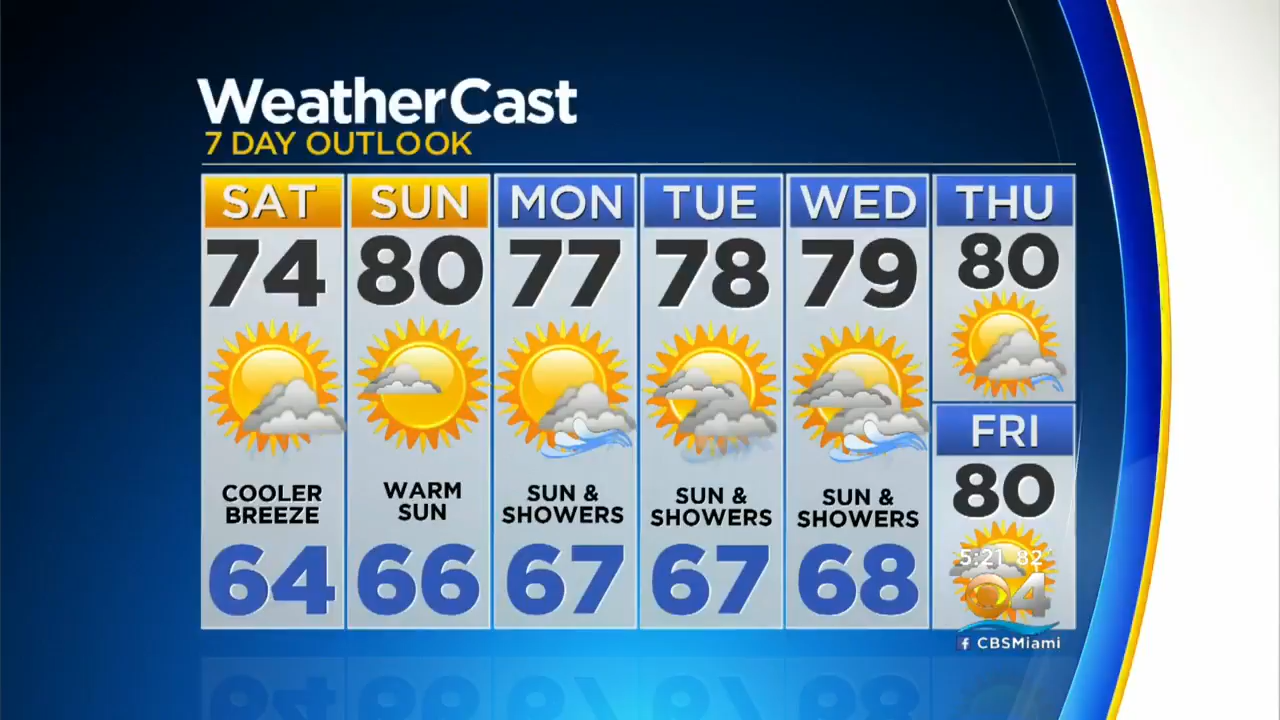 WeatherCast
7 DAY OUTLOOK
SAT
74
COOLER
BREEZE
64
SUN
80
WARM
SUN
66
MON
77
SUN &
SHOWERS
67
TUE
78
SUN &
SHOWERS
67
WED
79
SUN &
SHOWERS
68
THU
80
FRI
80
5:21 82
4
f CBSMiami